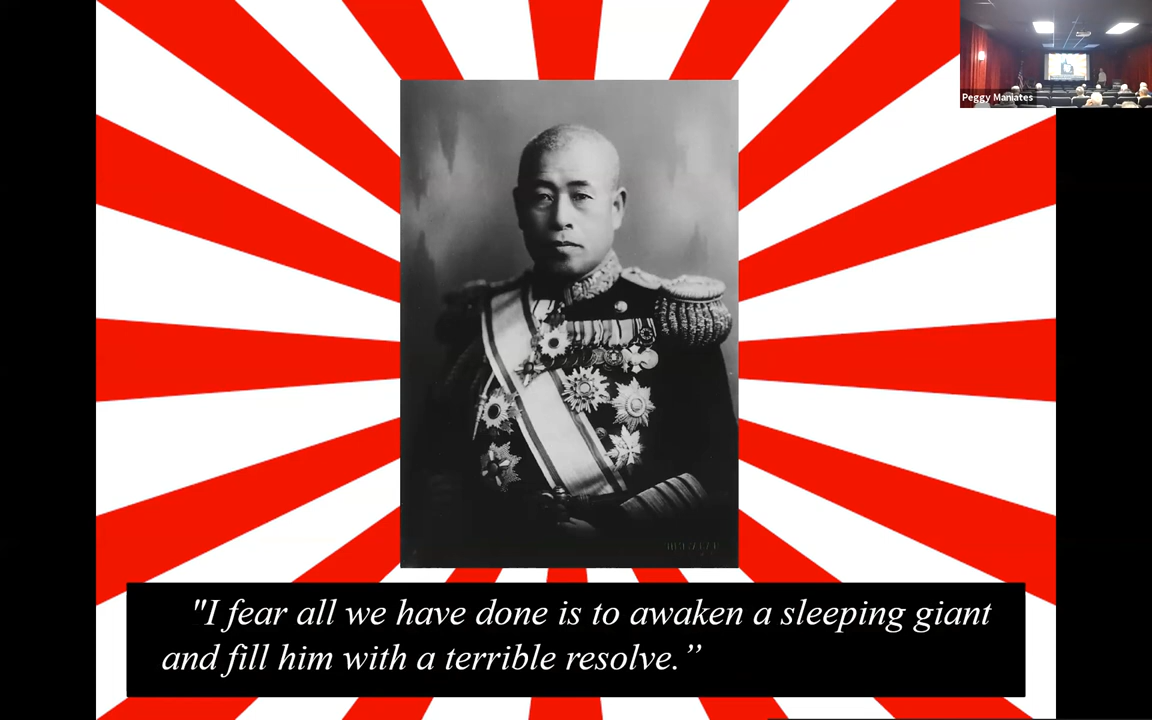 Peggy Maniates
"I fear all we have done is to awaken a sleeping giant
and fill him with a terrible resolve.”